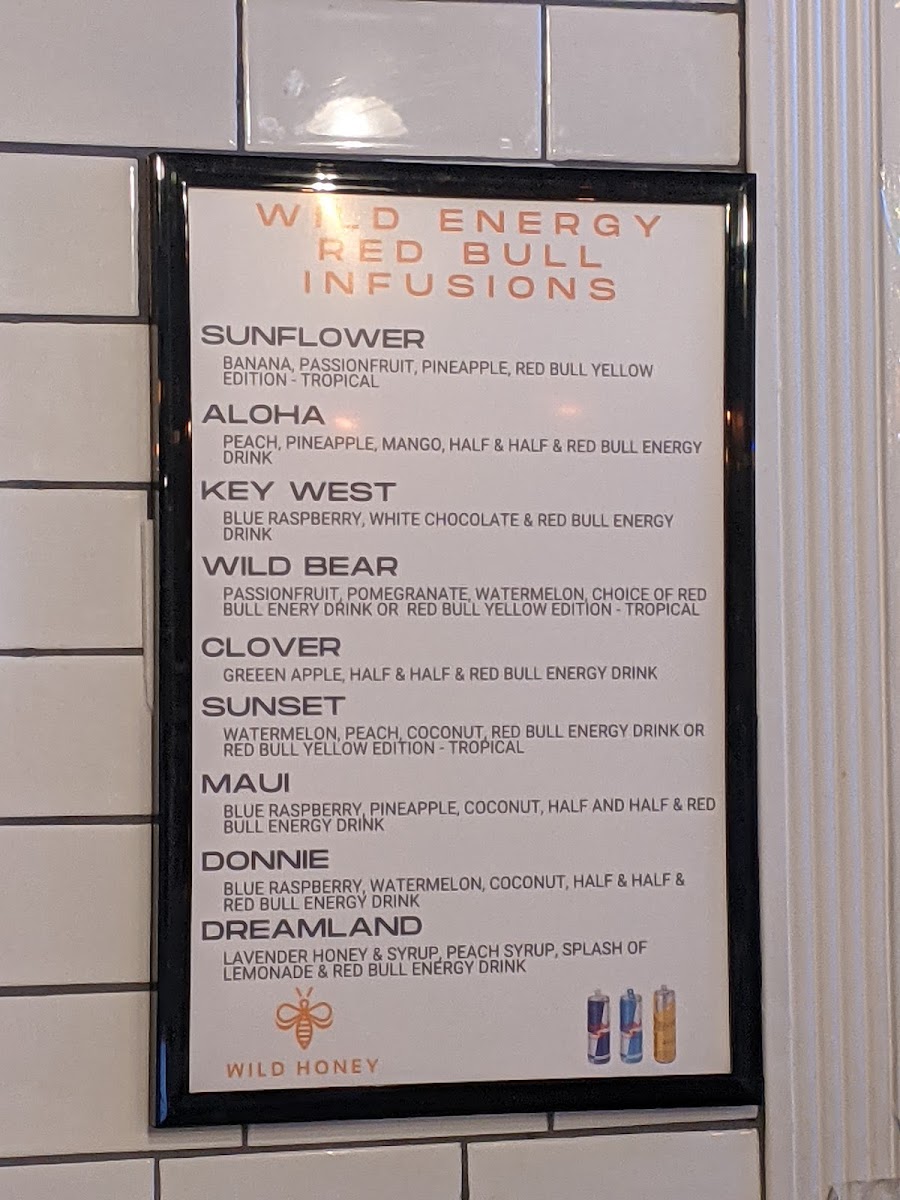 WILD ENERGY
RED BULL
INFUSIONS
SUNFLOWER
BANANA, PASSIONFRUIT, PINEAPPLE, RED BULL YELLOW
EDITION - TROPICAL
ALOHA
PEACH, PINEAPPLE, MANGO, HALF & HALF & RED BULL ENERGY
DRINK
KEY WEST
BLUE RASPBERRY, WHITE CHOCOLATE & RED BULL ENERGY
DRINK
WILD BEAR
PASSIONFRUIT, POMEGRANATE, WATERMELON, CHOICE OF RED
BULL ENERY DRINK OR RED BULL YELLOW EDITION - TROPICAL
CLOVER
GREEEN APPLE, HALF & HALF & RED BULL ENERGY DRINK
SUNSET
WATERMELON, PEACH, COCONUT, RED BULL ENERGY DRINK OR
RED BULL YELLOW EDITION - TROPICAL
MAUI
BLUE RASPBERRY, PINEAPPLE, COCONUT, HALF AND HALF & RED
BULL ENERGY DRINK
DONNIE
BLUE RASPBERRY, WATERMELON, COCONUT, HALF & HALF &
RED BULL ENERGY DRINK
DREAMLAND
LAVENDER HONEY & SYRUP, PEACH SYRUP, SPLASH OF
LEMONADE & RED BULL ENERGY DRINK
WILD HONEY